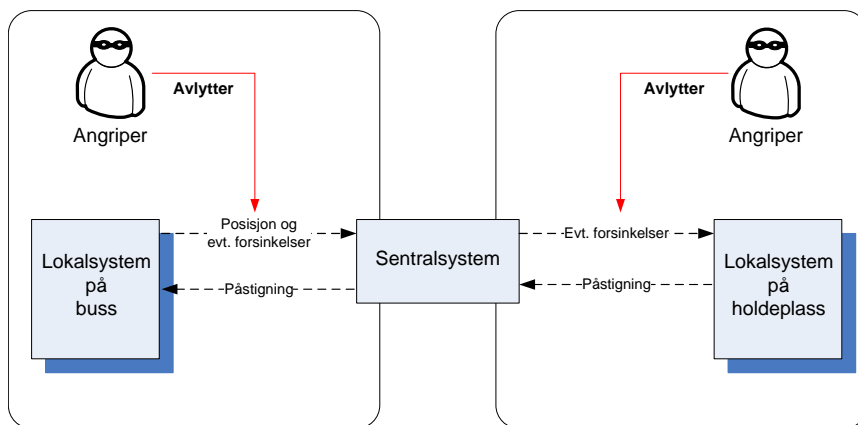 Angriper
Avlytter
Avlytter
Angriper
Lokalsystem
på
buss
Posisjon og
evt. forsinkelser
Påstigning
Sentralsystem
Evt. forsinkelser
Påstigning
Lokalsystem
på
holdeplass